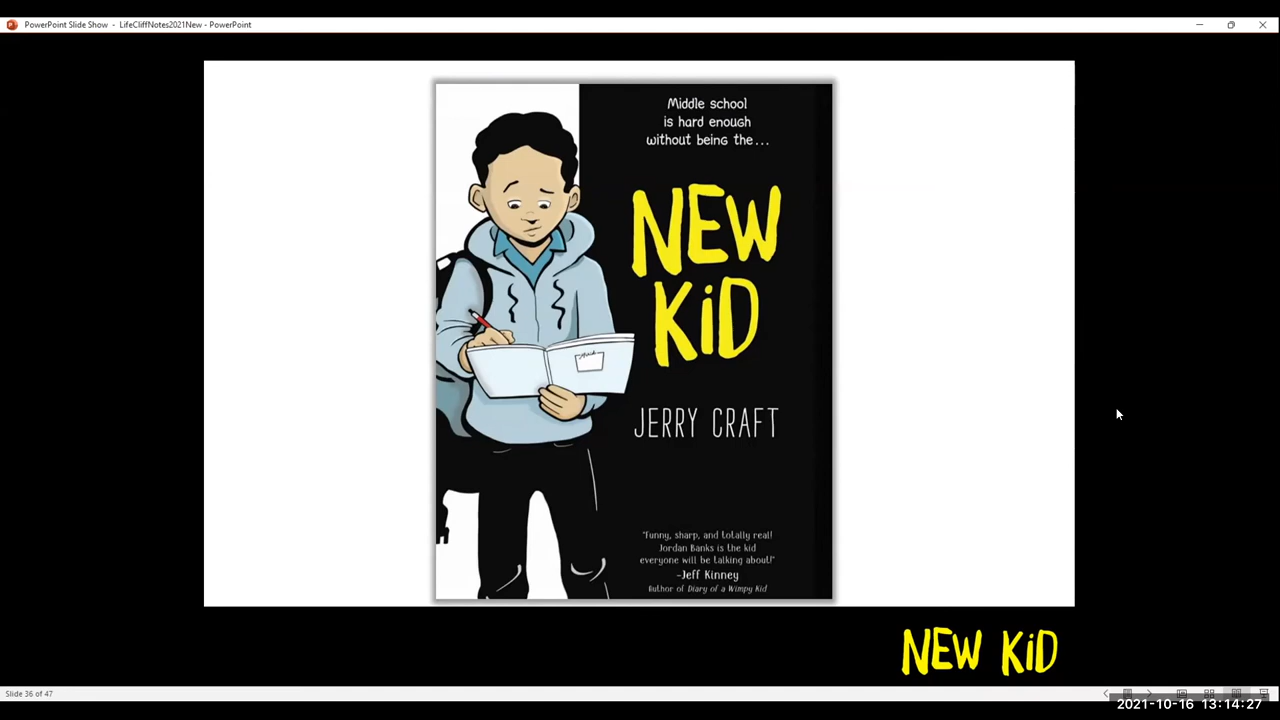 PowerPoint Slide Show - LifeCliffNotes2021New - PowerPoint
Middle school
is hard enough
without being the...
NEW
KiD
JERRY CRAFT
"Funny, sharp, and totally real!
Jordan Banks is the kid
everyone will be talking about!"
-Jeff Kinney
Author of Diary of a Wimpy Kid
NEW KiD
Slide 36 of 47
2021-10-16 13:14:27